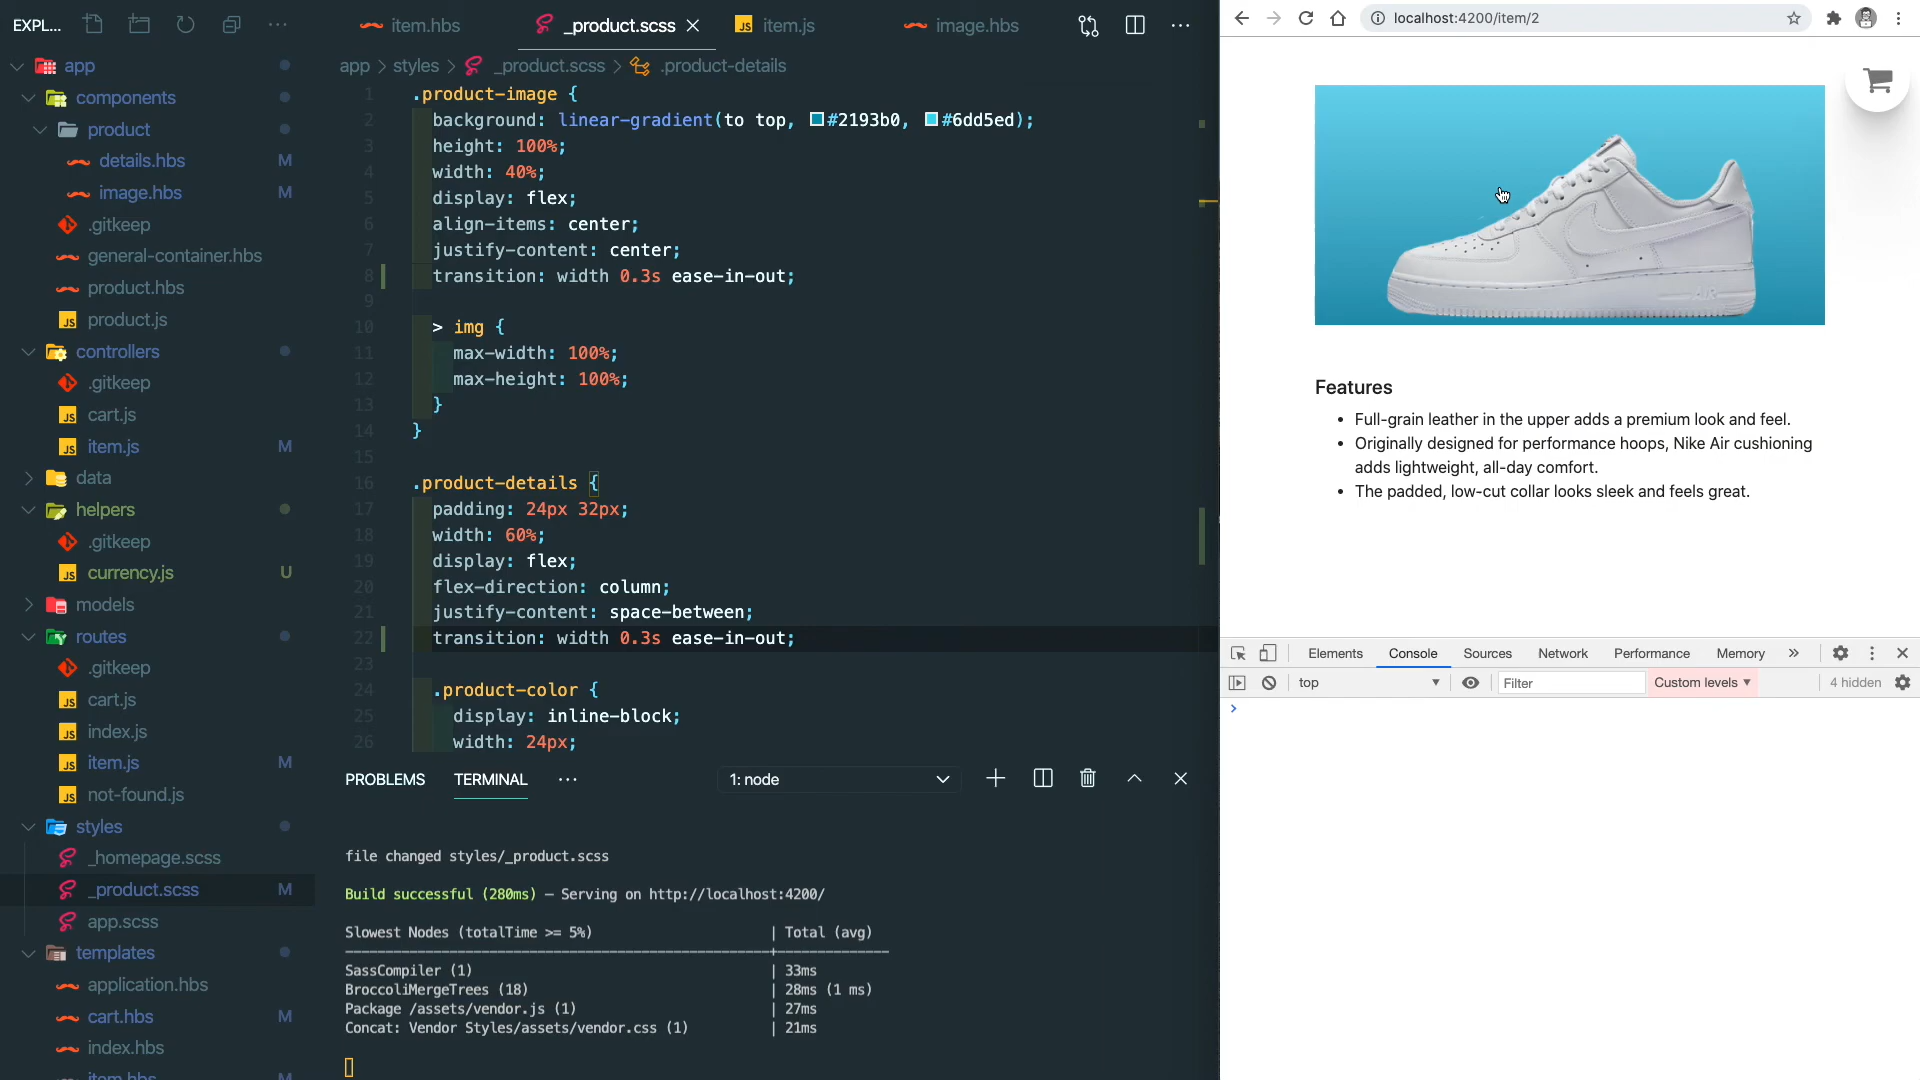 EXPL...
app
components
product
details.hbs M
image.hbs M
.gitkeep
general-container.hbs
product.hbs
JS product.js
controllers
.gitkeep
JS cart.js
JS item.js M
data
helpers
.gitkeep
JS currency.js U
models
routes
.gitkeep
JS cart.js
JS index.js
JS item.js M
JS not-found.js
styles
_homepage.scss
_product.scss M
app.scss
templates
application.hbs
cart.hbs M
index.hbs
item.hbs M
item.hbs
_product.scss
JS item.js
image.hbs
app > styles > _product.scss > .product-details
1 .product-image {
2 background: linear-gradient(to top, #2193b0, #6dd5ed);
3 height: 100%;
4 width: 40%;
5 display: flex;
6 align-items: center;
7 justify-content: center;
8 transition: width 0.3s ease-in-out;
9
10 > img {
11 max-width: 100%;
12 max-height: 100%;
13 }
14 }
15
16 .product-details {
17 padding: 24px 32px;
18 width: 60%;
19 display: flex;
20 flex-direction: column;
21 justify-content: space-between;
22 transition: width 0.3s ease-in-out;
23
24 .product-color {
25 display: inline-block;
26 width: 24px;
PROBLEMS TERMINAL ... 1: node
file changed styles/_product.scss
Build successful (280ms) – Serving on http://localhost:4200/
Slowest Nodes (totalTime >= 5%) | Total (avg)
SassCompiler (1) | 33ms
BroccoliMergeTrees (18) | 28ms (1 ms)
Package /assets/vendor.js (1) | 27ms
Concat: Vendor Styles/assets/vendor.css (1) | 21ms
localhost:4200/item/2
AIR
Features
• Full-grain leather in the upper adds a premium look and feel.
• Originally designed for performance hoops, Nike Air cushioning
adds lightweight, all-day comfort.
• The padded, low-cut collar looks sleek and feels great.
Elements Console Sources Network Performance Memory »
top Filter Custom levels 4 hidden
>